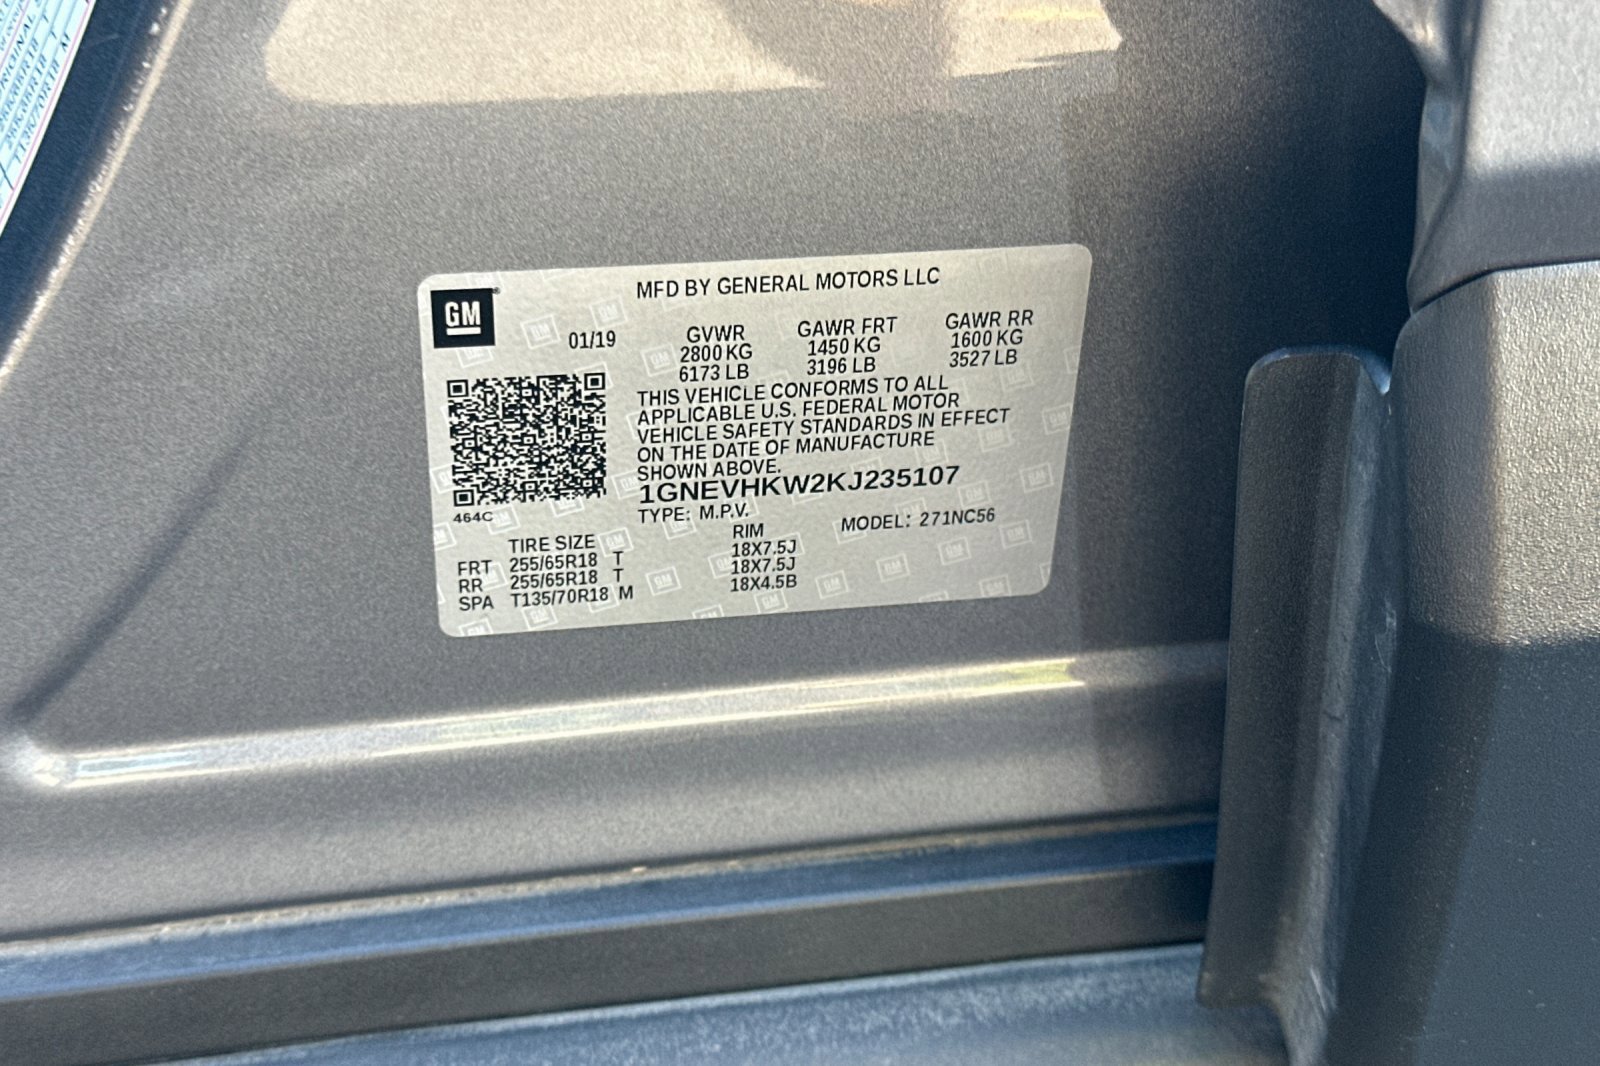 ORIGINAL
T135/70R18
GM
MFD BY GENERAL MOTORS LLC
01/19
GVWR GAWR FRT GAWR RR
2800 KG 1450 KG 1600 KG
6173 LB 3196 LB 3527 LB
THIS VEHICLE CONFORMS TO ALL
APPLICABLE U.S. FEDERAL MOTOR
VEHICLE SAFETY STANDARDS IN EFFECT
ON THE DATE OF MANUFACTURE
SHOWN ABOVE.
1GNEVHKW2KJ235107
464C
TYPE: M.P.V. MODEL: 271NC56
TIRE SIZE RIM
FRT 255/65R18 T 18X7.5J
RR 255/65R18 T 18X7.5J
SPA T135/70R18 M 18X4.5B